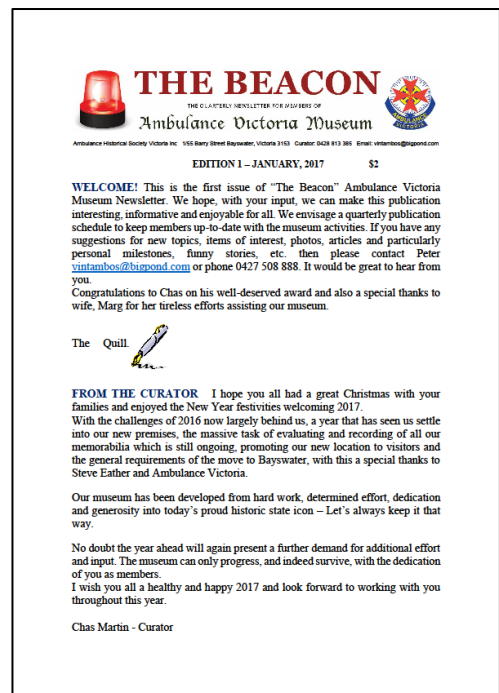 THE BEACON
THE QUARTERLY NEWSLETTER FOR MEMBERS OF
Ambulance Victoria Museum
AMBULANCE
VICTORIA
Ambulance Historical Society Victoria Inc 1/55 Barry Street Bayswater, Victoria 3153 Curator: 0428 813 385 Email: vintambos@bigpond.com
EDITION 1 – JANUARY, 2017 $2
WELCOME! This is the first issue of “The Beacon” Ambulance Victoria
Museum Newsletter. We hope, with your input, we can make this publication
interesting, informative and enjoyable for all. We envisage a quarterly publication
schedule to keep members up-to-date with the museum activities. If you have any
suggestions for new topics, items of interest, photos, articles and particularly
personal milestones, funny stories, etc. then please contact Peter
vintambos@bigpond.com or phone 0427 508 888. It would be great to hear from
you.
Congratulations to Chas on his well-deserved award and also a special thanks to
wife, Marg for her tireless efforts assisting our museum.
The Quill.
FROM THE CURATOR I hope you all had a great Christmas with your
families and enjoyed the New Year festivities welcoming 2017.
With the challenges of 2016 now largely behind us, a year that has seen us settle
into our new premises, the massive task of evaluating and recording of all our
memorabilia which is still ongoing, promoting our new location to visitors and
the general requirements of the move to Bayswater, with this a special thanks to
Steve Eather and Ambulance Victoria.
Our museum has been developed from hard work, determined effort, dedication
and generosity into today’s proud historic state icon – Let’s always keep it that
way.
No doubt the year ahead will again present a further demand for additional effort
and input. The museum can only progress, and indeed survive, with the dedication
of you as members.
I wish you all a healthy and happy 2017 and look forward to working with you
throughout this year.
Chas Martin - Curator